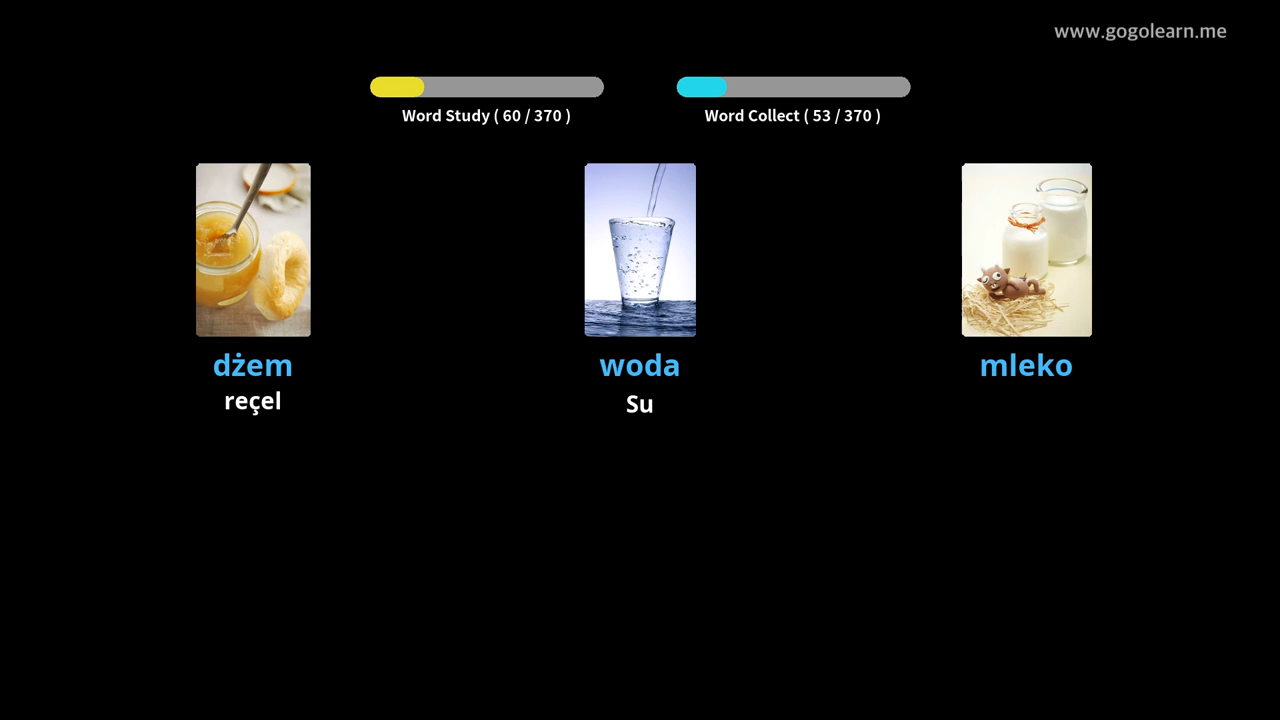 www.gogolearn.me
Word Study ( 60 / 370 )
Word Collect ( 53 / 370 )
dżem
reçel
woda
Su
mleko